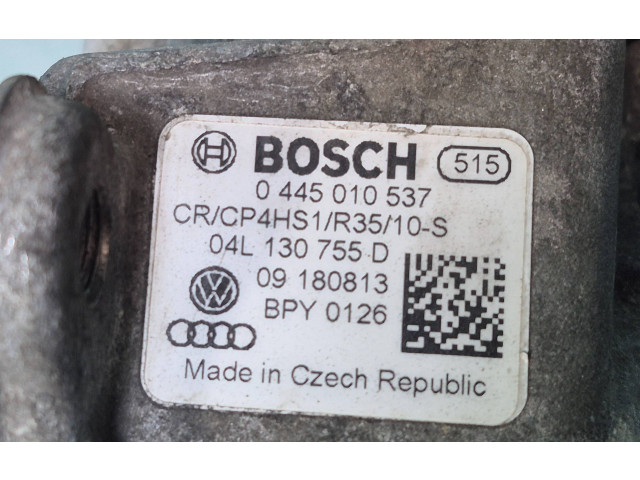 BOSCH 515
0 445 010 537
CR/CP4HS1/R35/10-S
04L 130 755 D
09 180813
BPY 0126
Made in Czech Republic